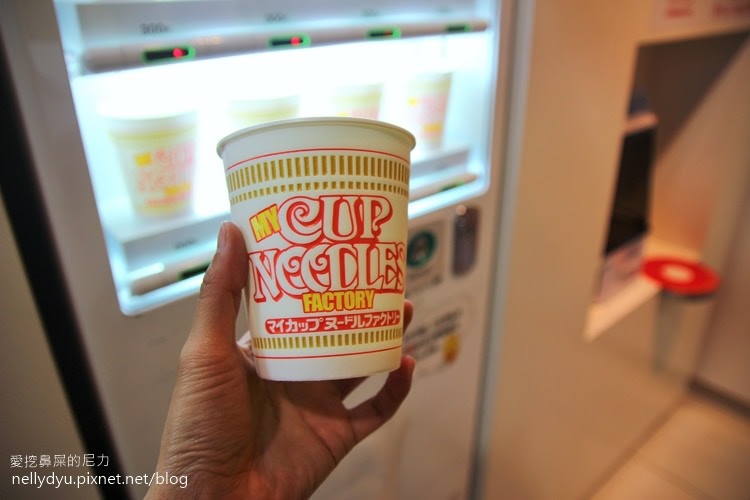 MY CUP
NOODLES
FACTORY
マイカップ ヌードルファクトリー
愛挖鼻屎的尼力
nellydyu.pixnet.net/blog